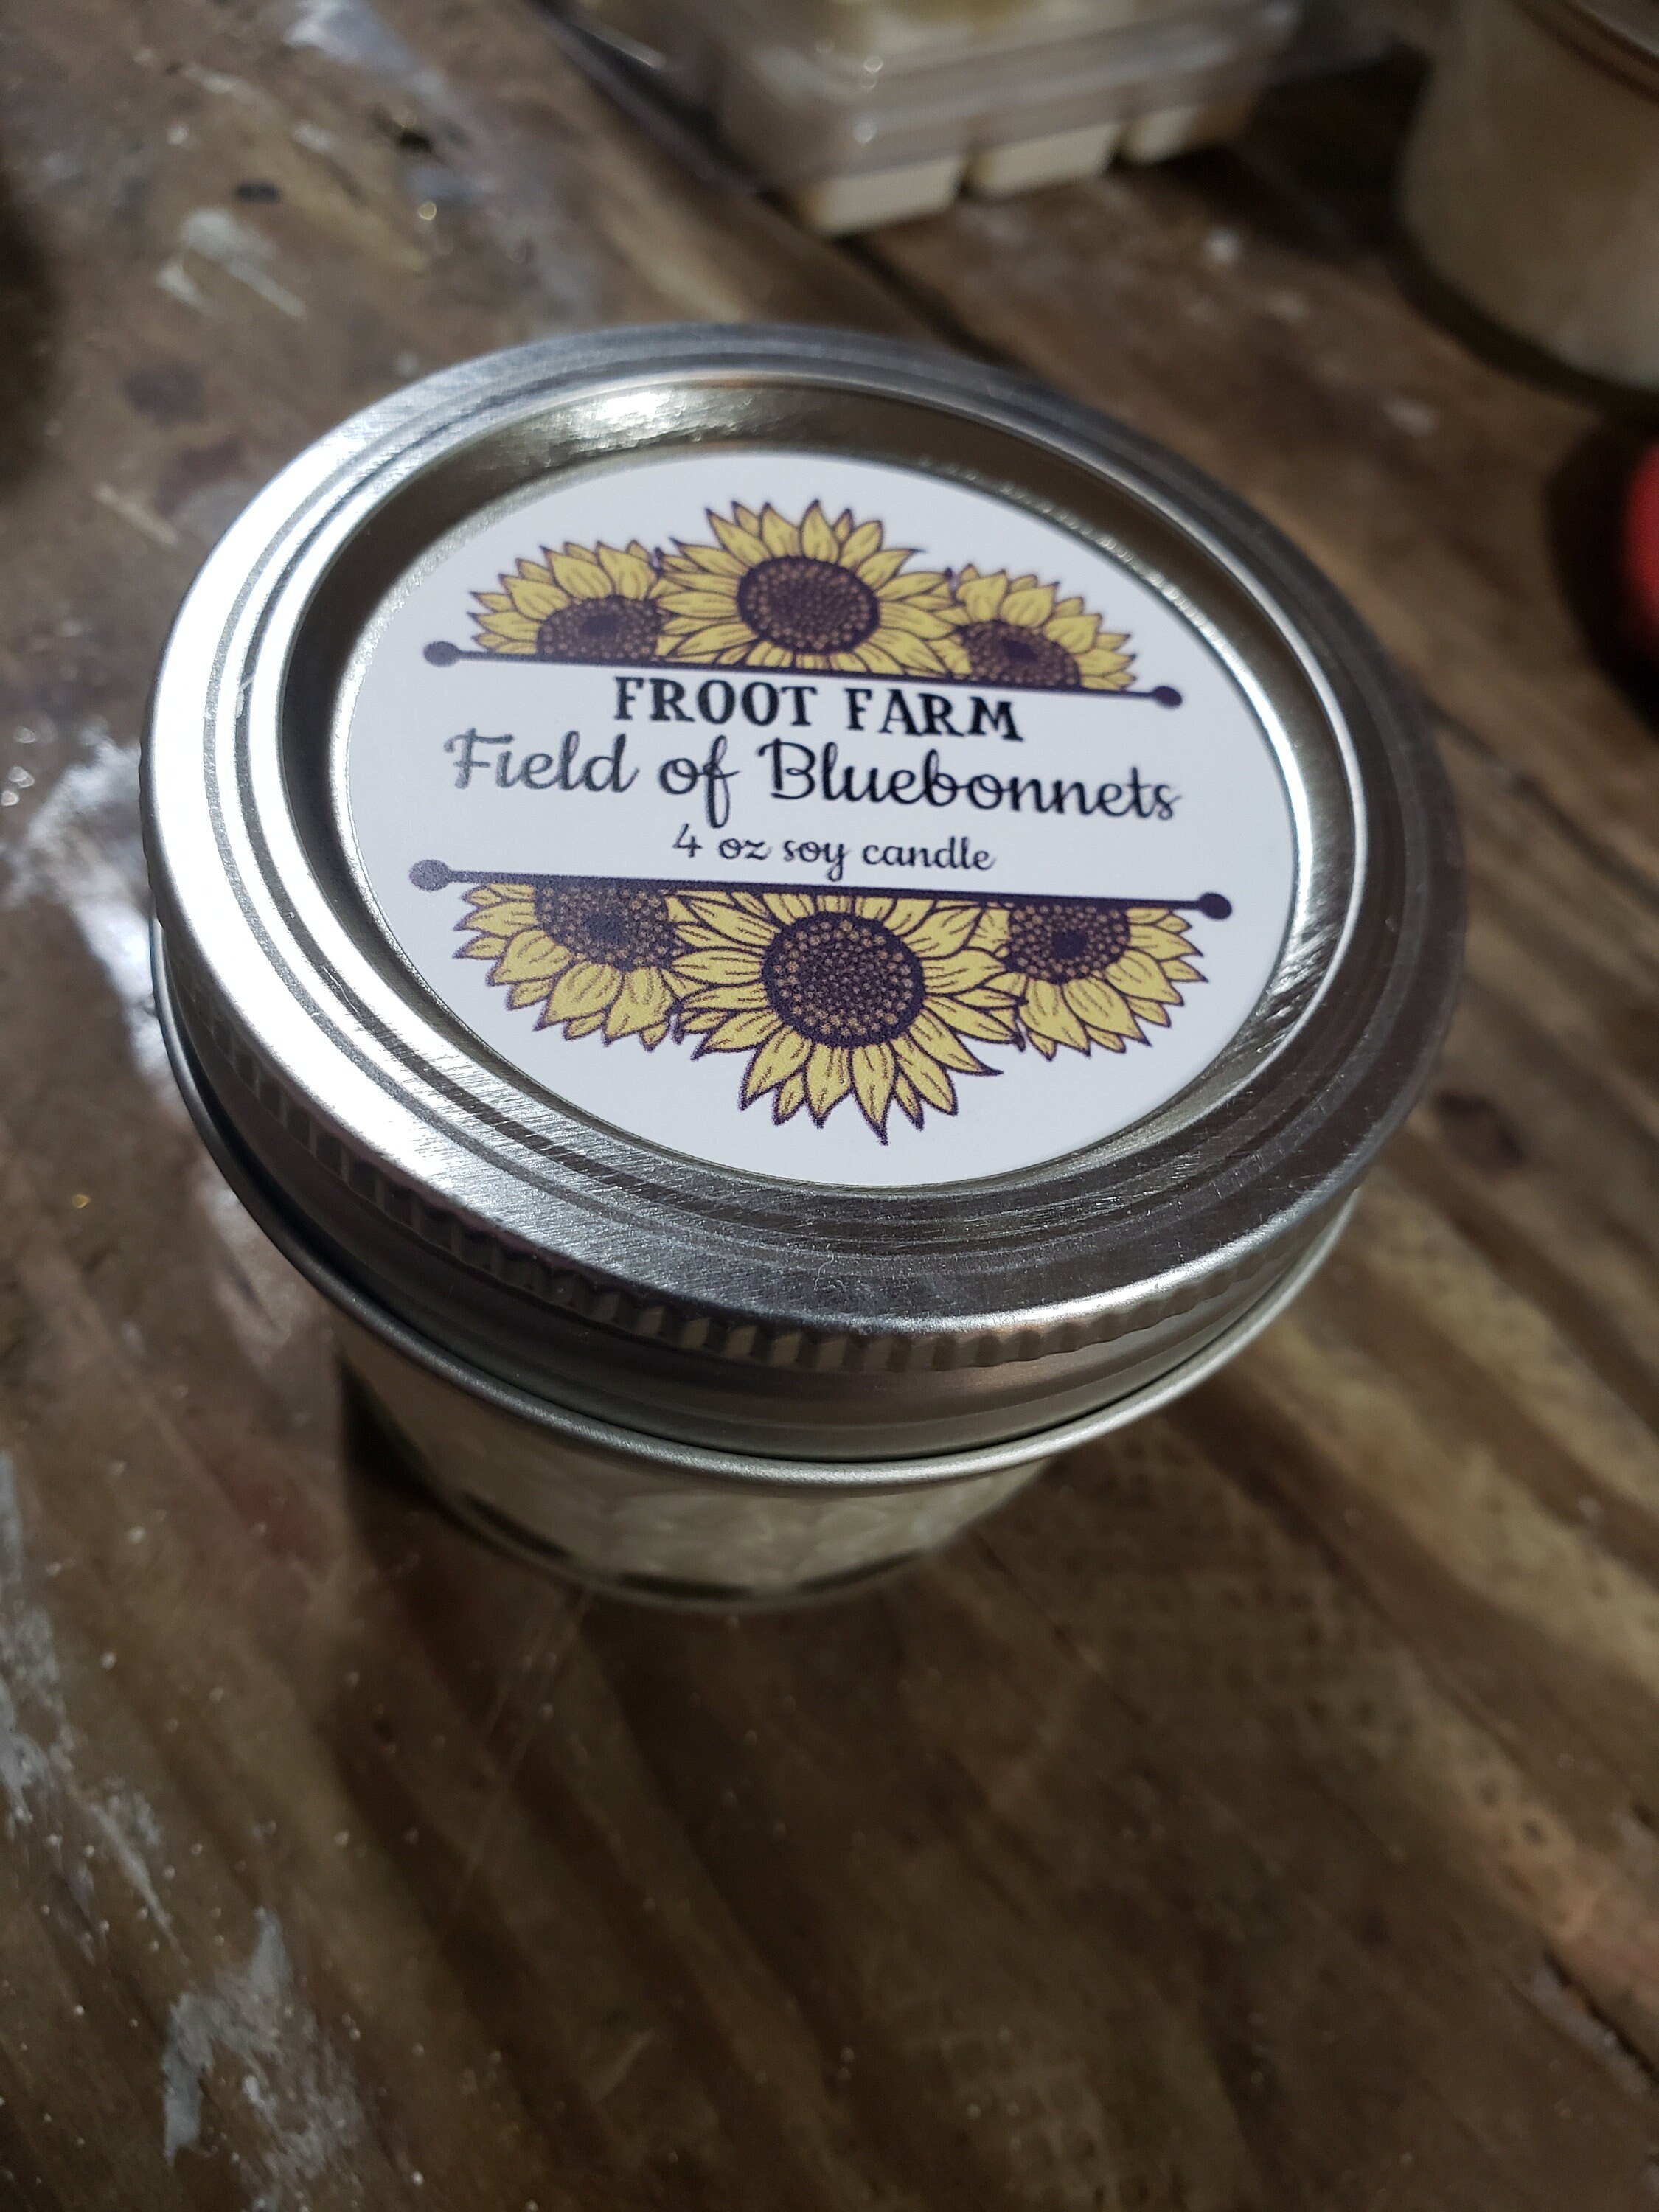 FROOT FARM
Field of Bluebonnets
4 oz soy candle